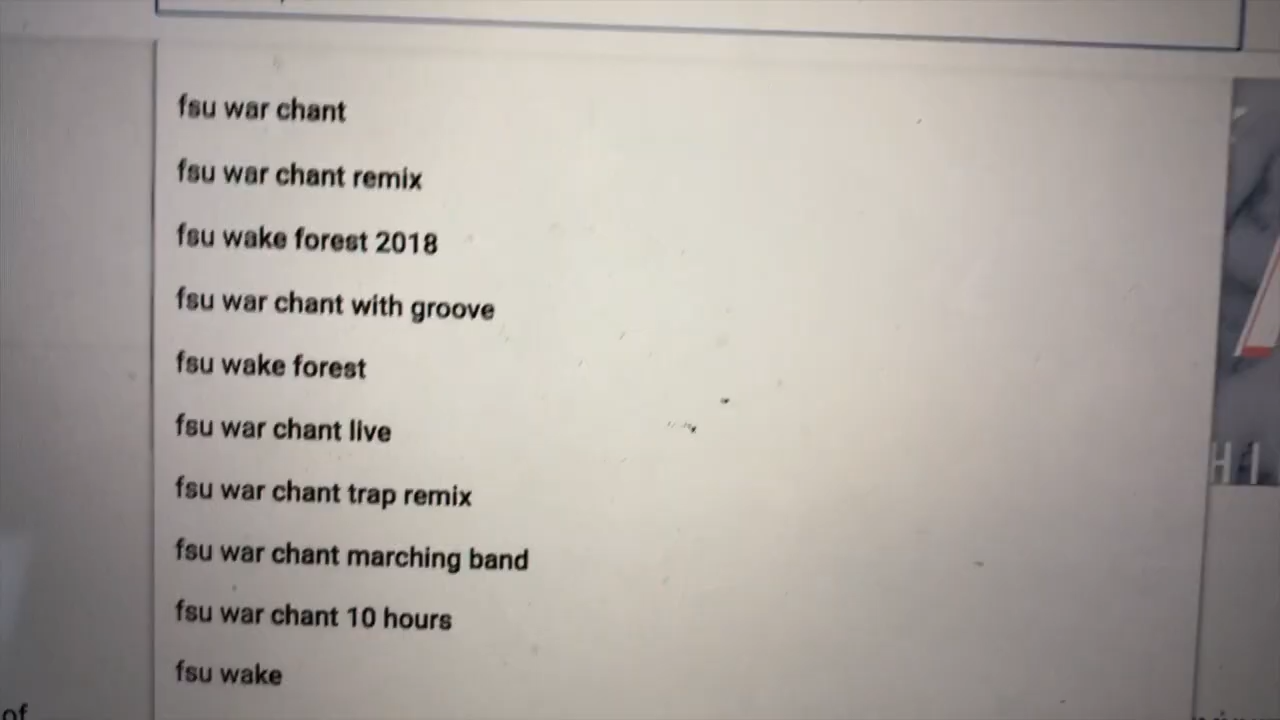 fsu war chant
fsu war chant remix
fsu wake forest 2018
fsu war chant with groove
fsu wake forest
fsu war chant live
fsu war chant trap remix
fsu war chant marching band
fsu war chant 10 hours
fsu wake
H I
of